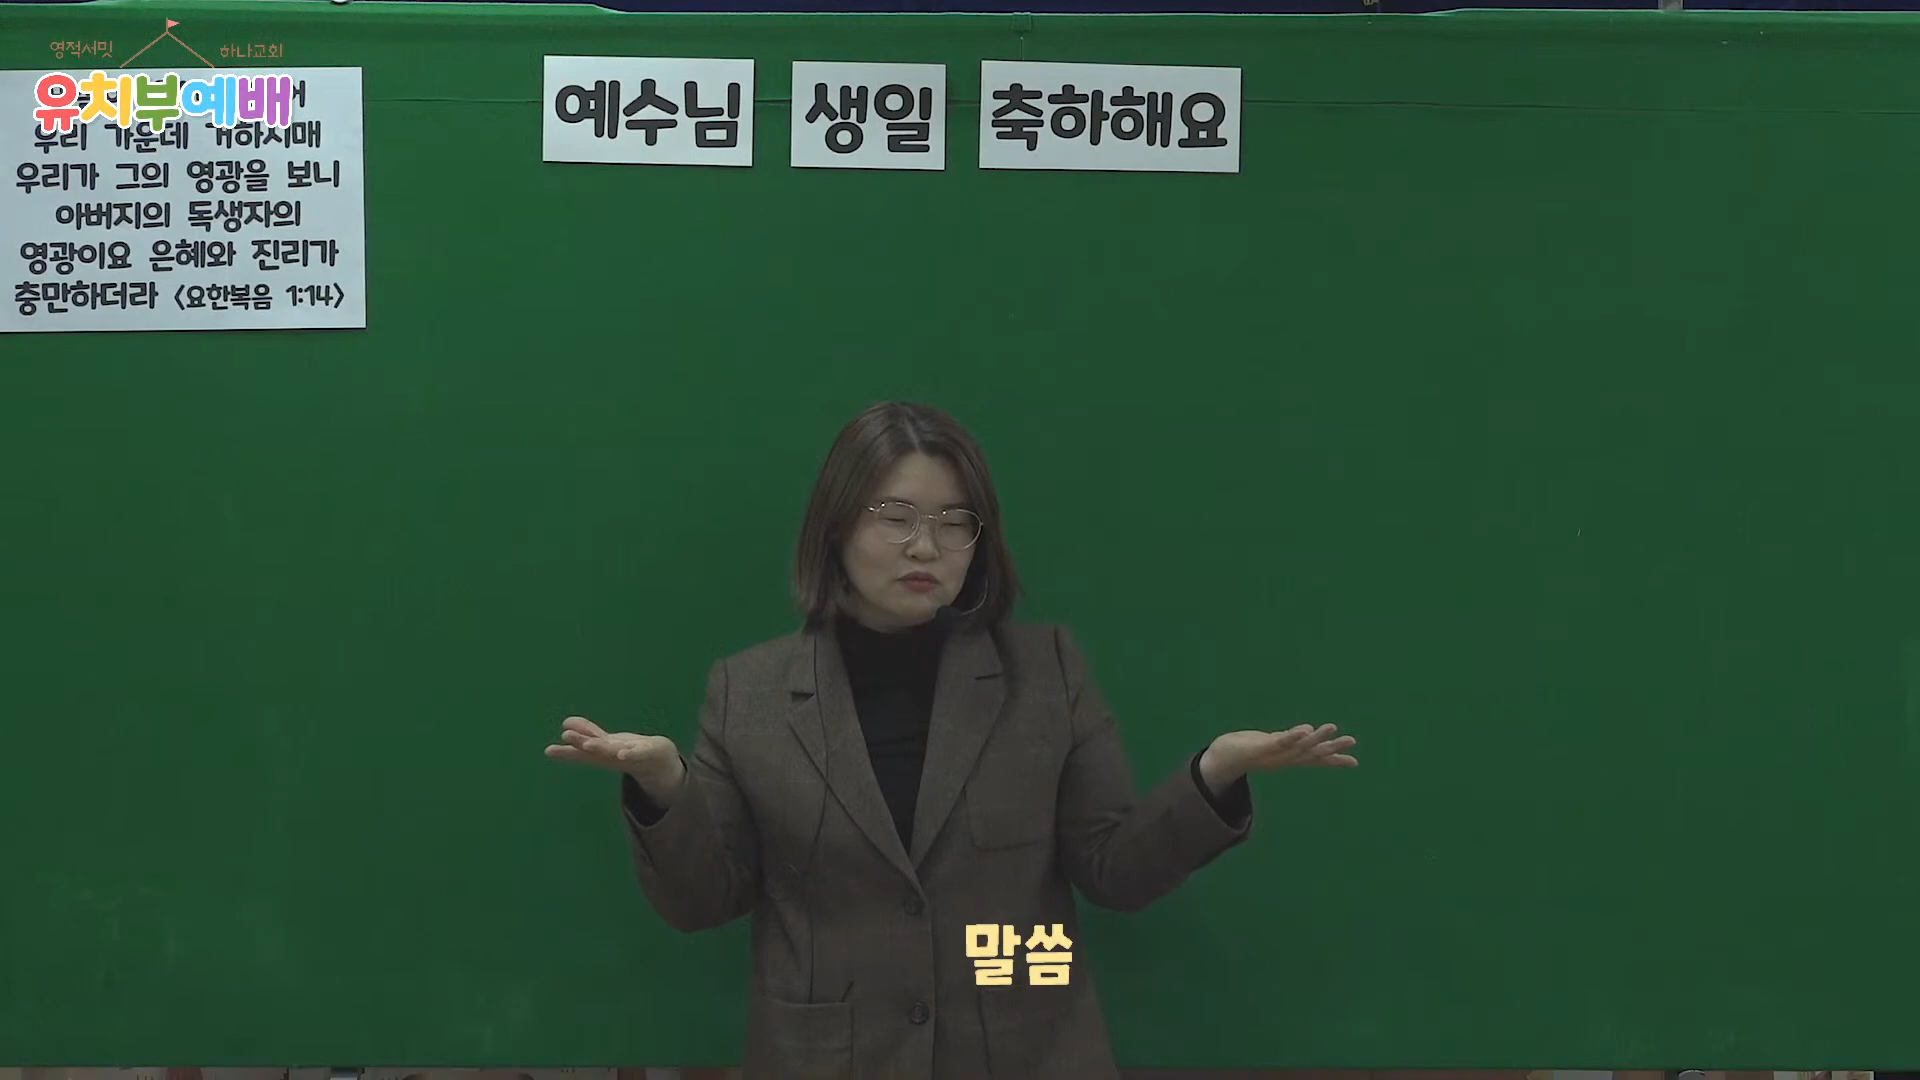 영적서밋 하나교회
유치부예배
예수님 생일 축하해요
우리 가운데 거하시매
우리가 그의 영광을 보니
아버지의 독생자의
영광이요 은혜와 진리가
충만하더라 <요한복음 1:14>
말씀